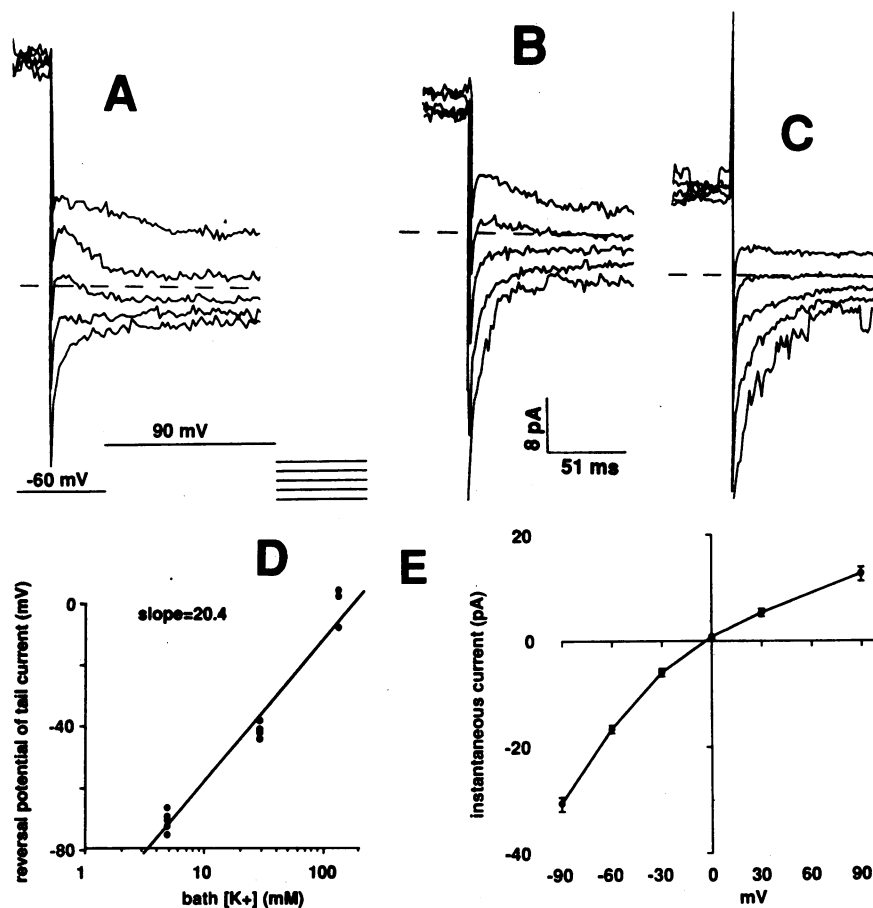 A
B
C
90 mV
-60 mV
8 pA
51 ms
D
reversal potential of tail current (mV)
0
-40
-80
slope=20.4
1
10
100
bath [K+] (mM)
E
instantaneous current (pA)
20
0
-20
-40
-90
-60
-30
0
30
60
90
mV